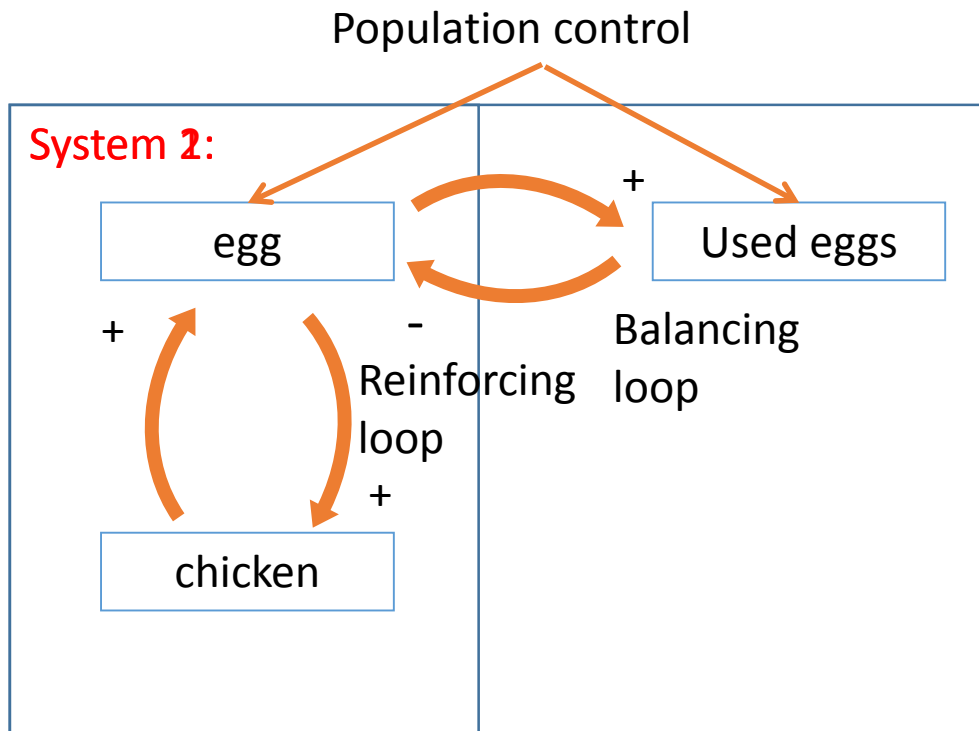 Population control
System
egg
+
Used eggs
+
-
Balancing
loop
Reinforcing
loop
+
chicken